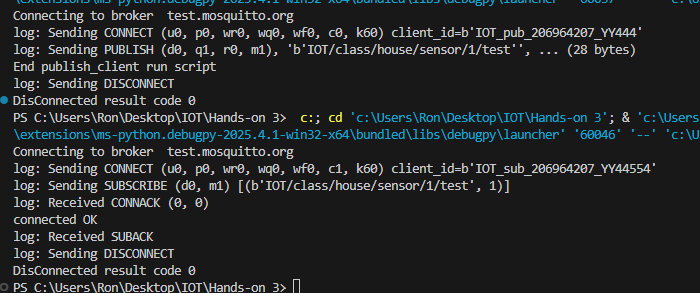 \extensions\ms-python.debugpy-2025.4.1-win32-x64\bundled\libs\debugpy\launcher' '60057' '--' 'c:\U
Connecting to broker  test.mosquitto.org
log: Sending CONNECT (u0, p0, wr0, wq0, wf0, c0, k60) client_id=b'IOT_pub_206964207_YY444'
log: Sending PUBLISH (d0, q1, r0, m1), 'b'IOT/class/house/sensor/1/test'', ... (28 bytes)
End publish_client run script
log: Sending DISCONNECT
DisConnected result code 0
PS C:\Users\Ron\Desktop\IOT\Hands-on 3>  c:; cd 'c:\Users\Ron\Desktop\IOT\Hands-on 3'; & 'c:\Users
\extensions\ms-python.debugpy-2025.4.1-win32-x64\bundled\libs\debugpy\launcher' '60046' '--' 'c:\U
Connecting to broker  test.mosquitto.org
log: Sending CONNECT (u0, p0, wr0, wq0, wf0, c1, k60) client_id=b'IOT_sub_206964207_YY44554'
log: Sending SUBSCRIBE (d0, m1) [(b'IOT/class/house/sensor/1/test', 1)]
log: Received CONNACK (0, 0)
connected OK
log: Received SUBACK
log: Sending DISCONNECT
DisConnected result code 0
PS C:\Users\Ron\Desktop\IOT\Hands-on 3>